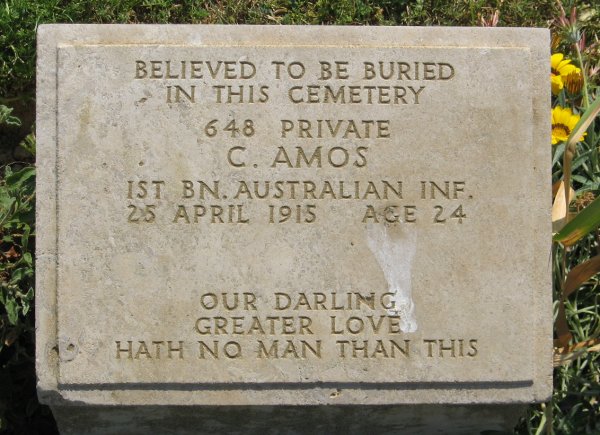 BELIEVED TO BE BURIED
IN THIS CEMETERY
648 PRIVATE
C. AMOS
1ST BN. AUSTRALIAN INF.
25 APRIL 1915 AGE 24
OUR DARLING
GREATER LOVE
HATH NO MAN THAN THIS